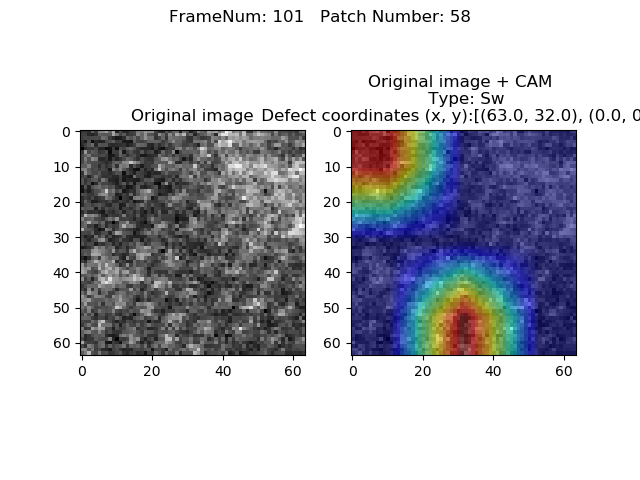 FrameNum: 101   Patch Number: 58
Original image + CAM
Type: Sw
Original image
Defect coordinates (x, y):[(63.0, 32.0), (0.0, 0
0
10
20
30
40
50
60
0 20 40 60
0
10
20
30
40
50
60
0 20 40 60